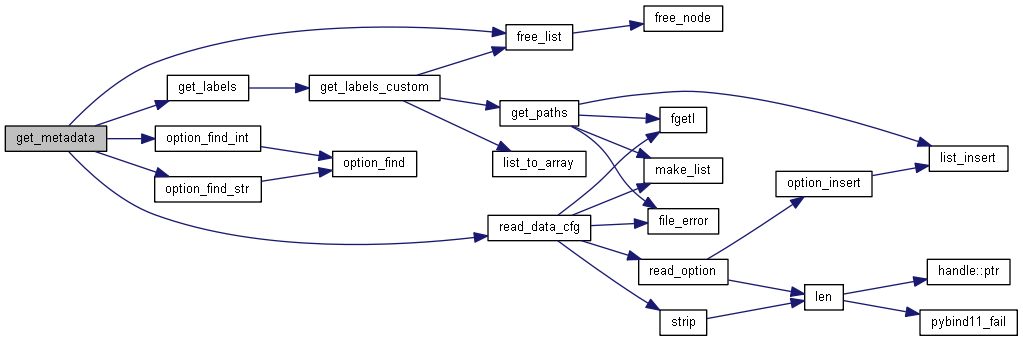 free_node
free_list
get_labels
get_labels_custom
get_paths
fgetl
get_metadata
option_find_int
option_find
list_to_array
make_list
list_insert
option_find_str
option_insert
read_data_cfg
file_error
read_option
handle::ptr
len
strip
pybind11_fail